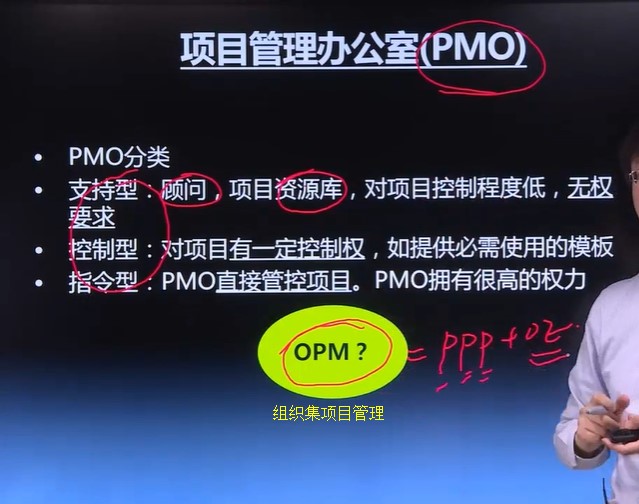 项目管理办公室(PMO)
• PMO分类
• 支持型：顾问，项目资源库，对项目控制程度低，无权
要求
• 控制型：对项目有一定控制权，如提供必需使用的模板
• 指令型：PMO直接管控项目。PMO拥有很高的权力
OPM？
= PPP + OE
组织集项目管理